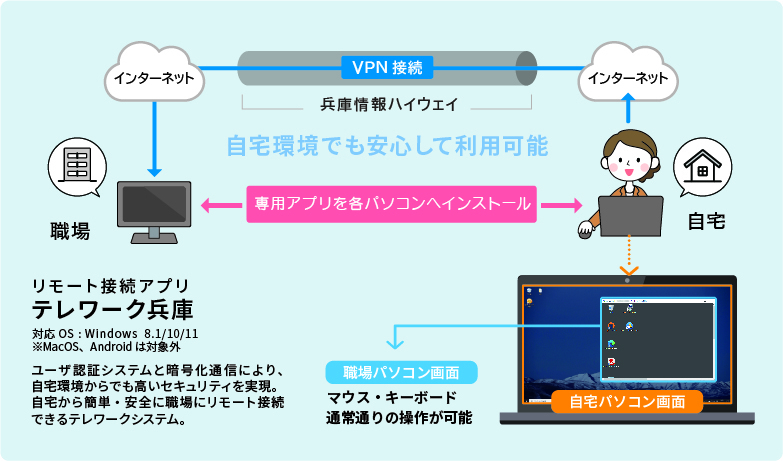 インターネット
VPN 接続
インターネット
兵庫情報ハイウェイ
自宅環境でも安心して利用可能
職場
専用アプリを各パソコンへインストール
自宅
リモート接続アプリ
テレワーク兵庫
対応 OS : Windows 8.1/10/11
※MacOS、Android は対象外
ユーザ認証システムと暗号化通信により、
自宅環境からでも高いセキュリティを実現。
自宅から簡単・安全に職場にリモート接続
できるテレワークシステム。
職場パソコン画面
マウス・キーボード
通常通りの操作が可能
自宅パソコン画面